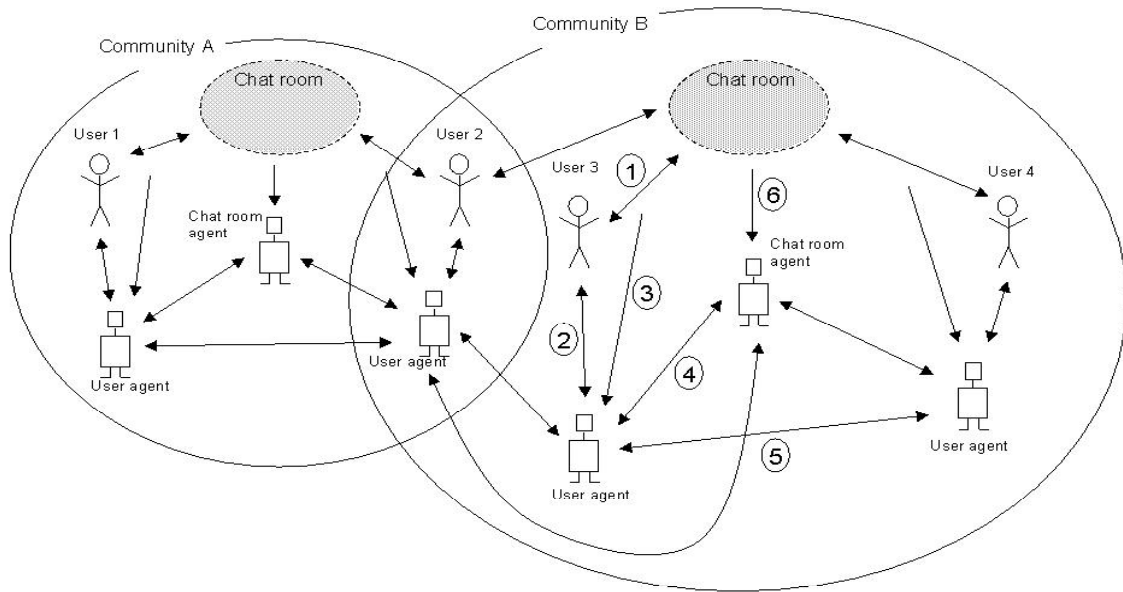 Community A
Community B
Chat room
Chat room
User 1
User 2
User 3
1
User 4
6
Chat room
agent
Chat room
agent
3
2
User agent
User agent
4
User agent
5
User agent